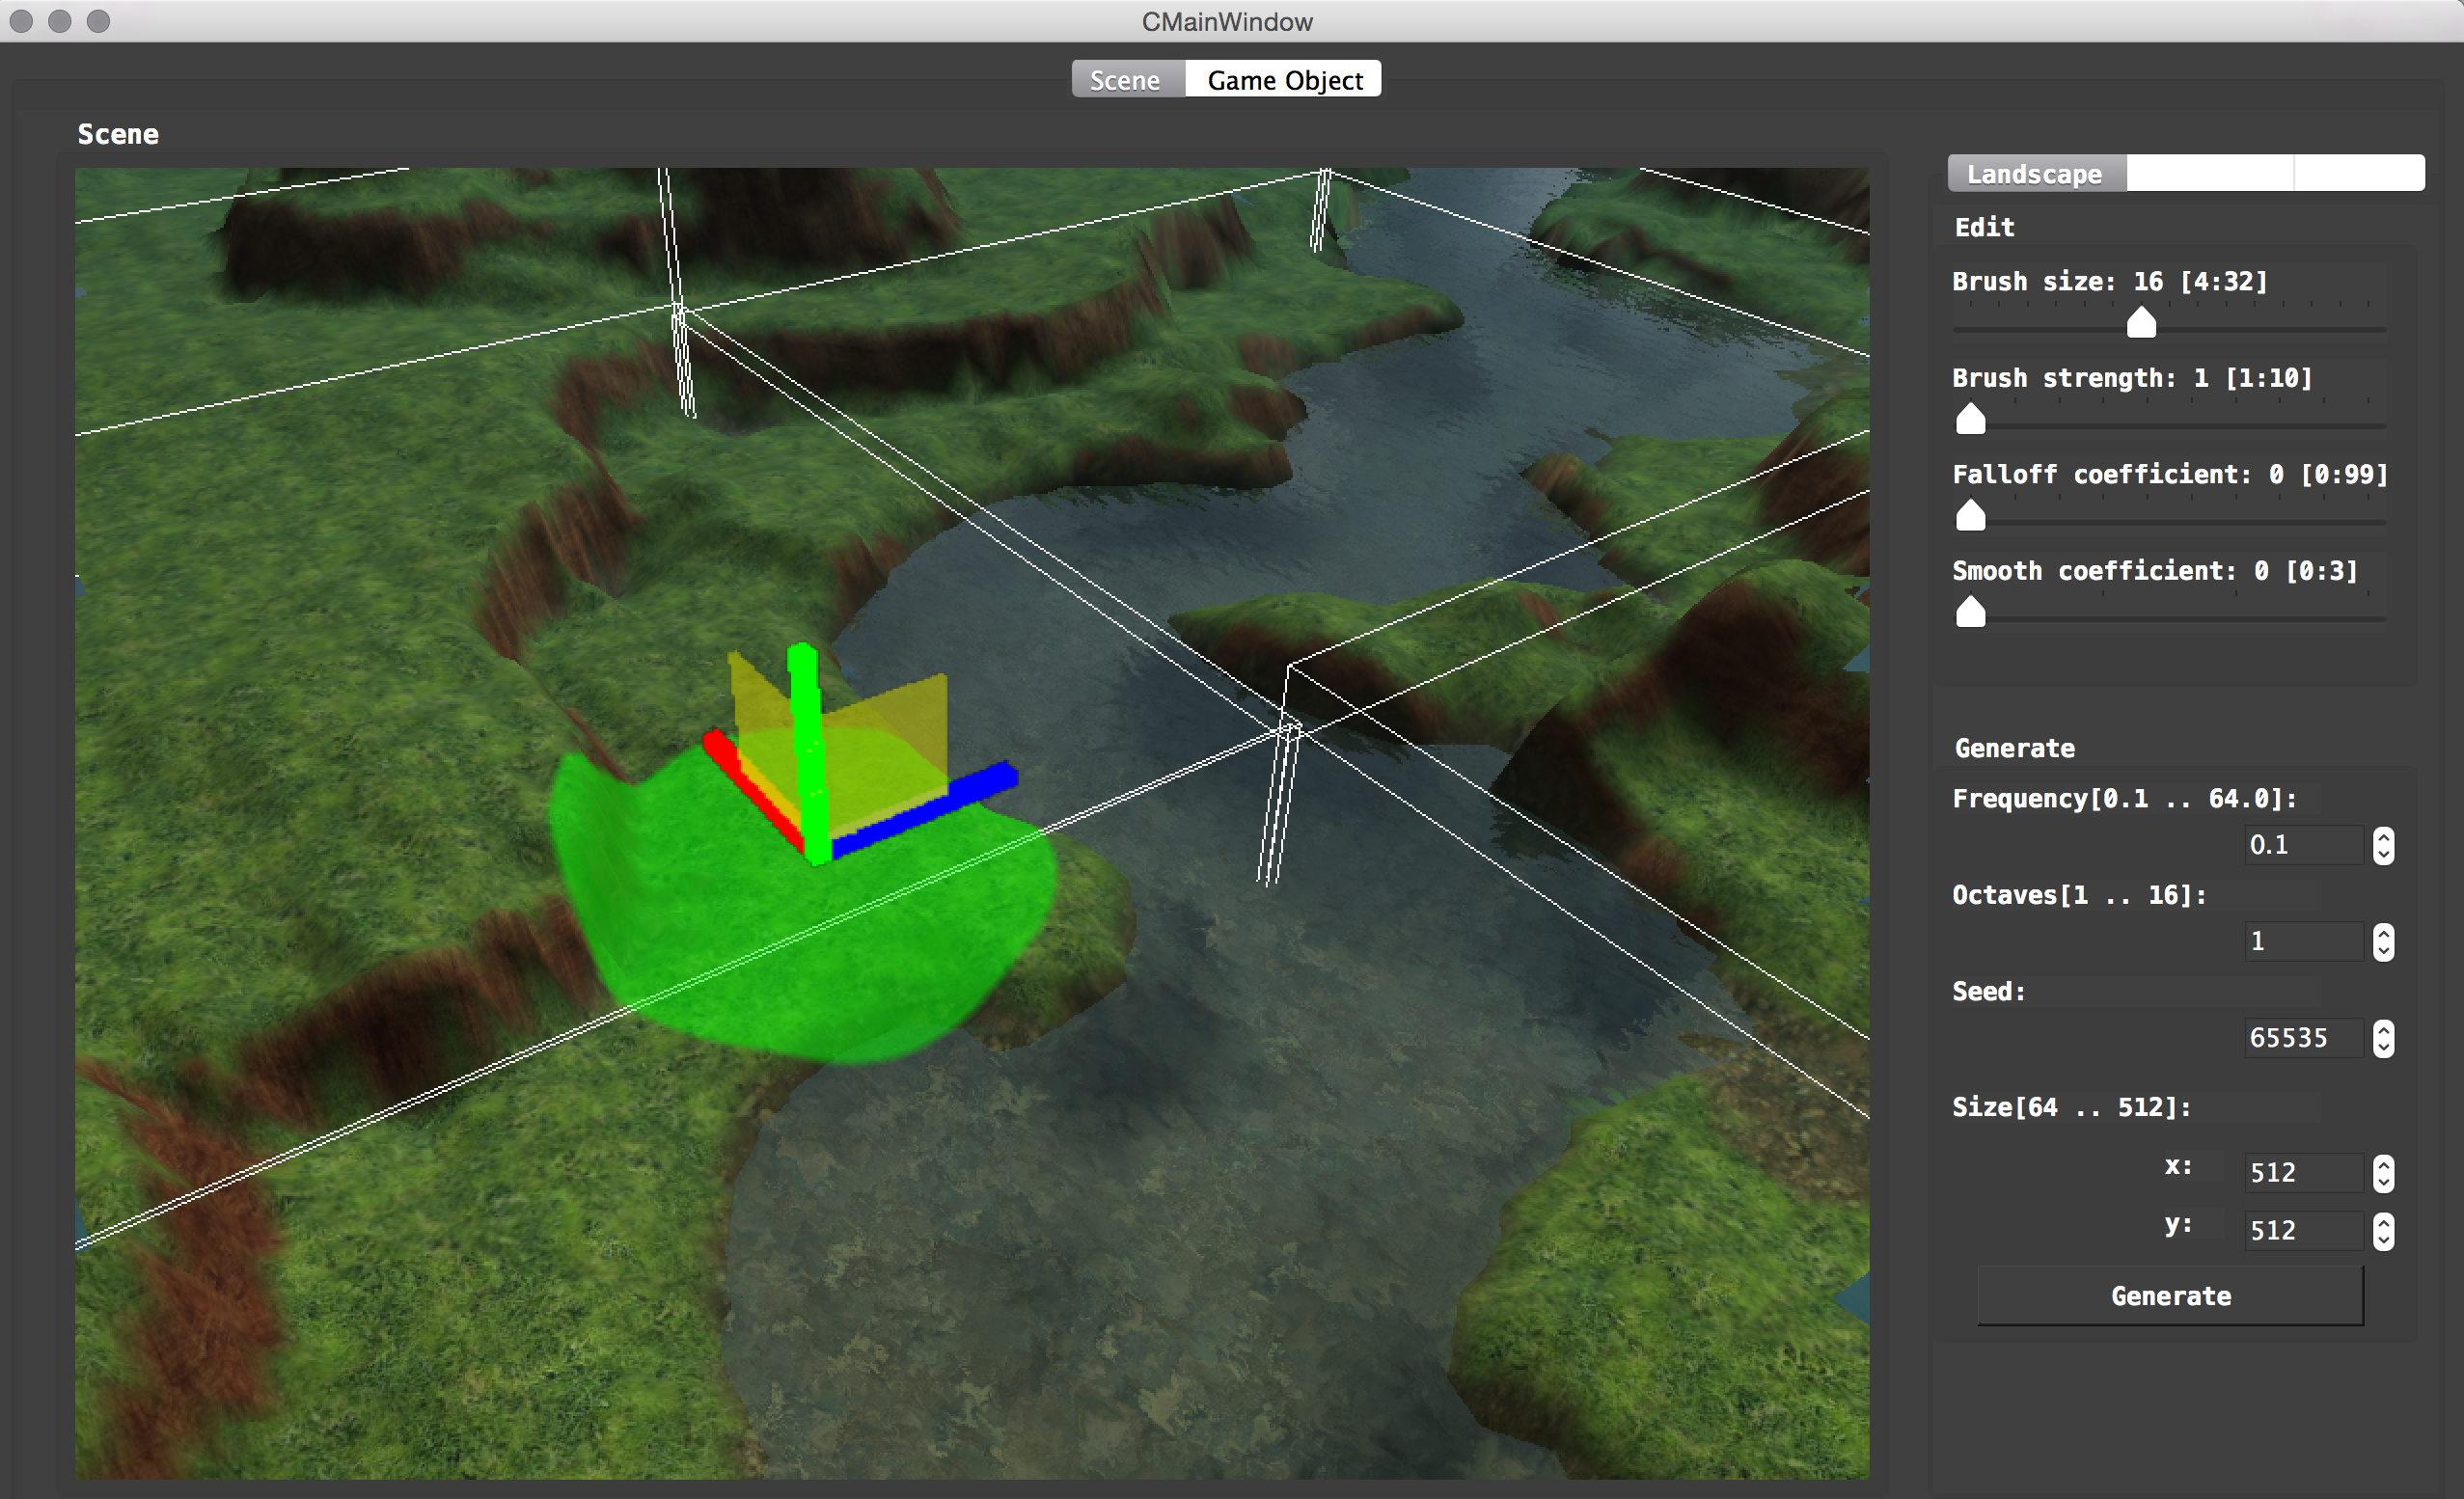 CMainWindow
Scene Game Object
Scene
Landscape
Edit
Brush size: 16 [4:32]
Brush strength: 1 [1:10]
Falloff coefficient: 0 [0:99]
Smooth coefficient: 0 [0:3]
Generate
Frequency[0.1 .. 64.0]:
0.1
Octaves[1 .. 16]:
1
Seed:
65535
Size[64 .. 512]:
x: 512
y: 512
Generate